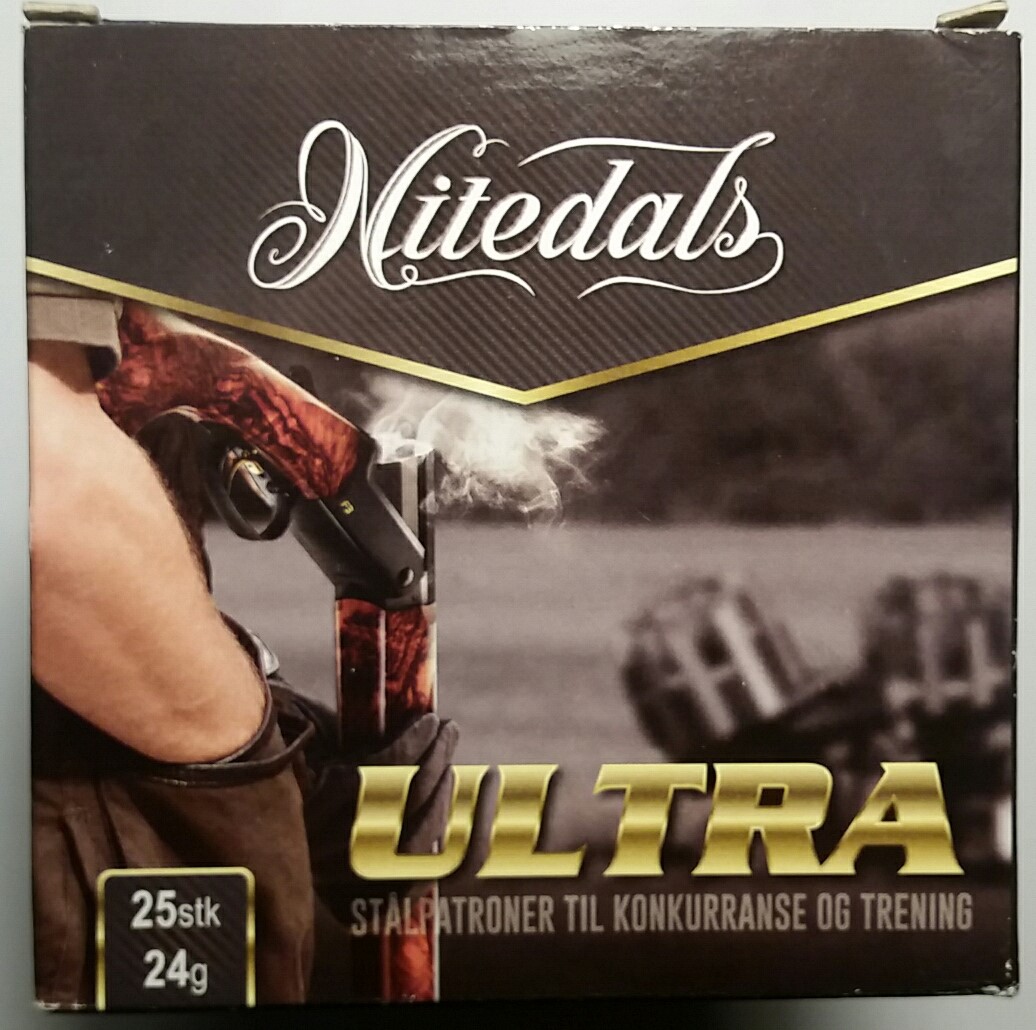 Nitedals
ULTRA
STÅLPATRONER TIL KONKURRANSE OG TRENING
25stk
24g